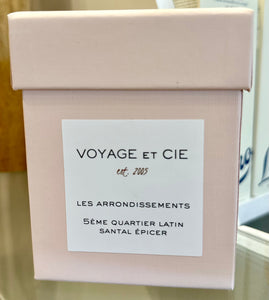 VOYAGE ET CIE
est. 2005
LES ARRONDISSEMENTS
5ÈME QUARTIER LATIN
SANTAL ÉPICER